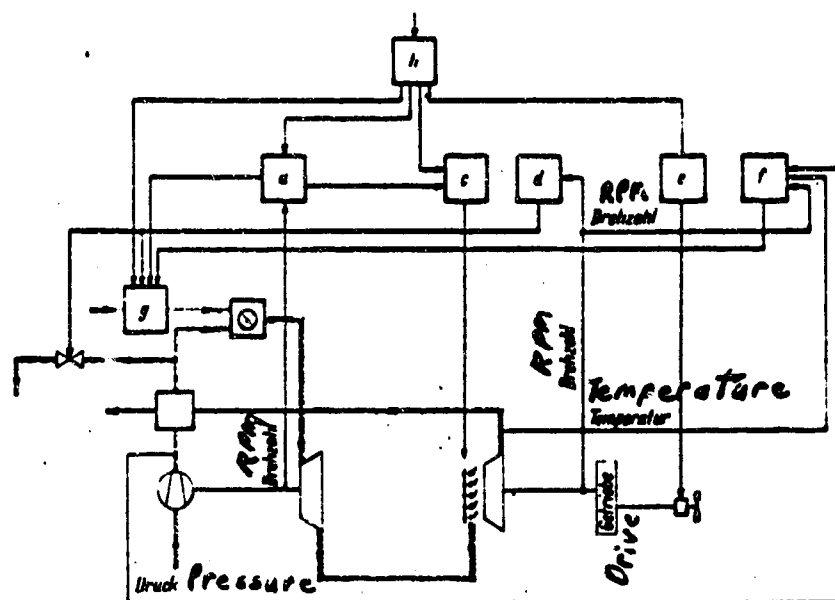 h
a
c
d
e
f
RPM
Drehzahl
g
RPM
Drehzahl
Temperature
Temperatur
RPM
Drehzahl
Getriebe
Drive
Druck Pressure